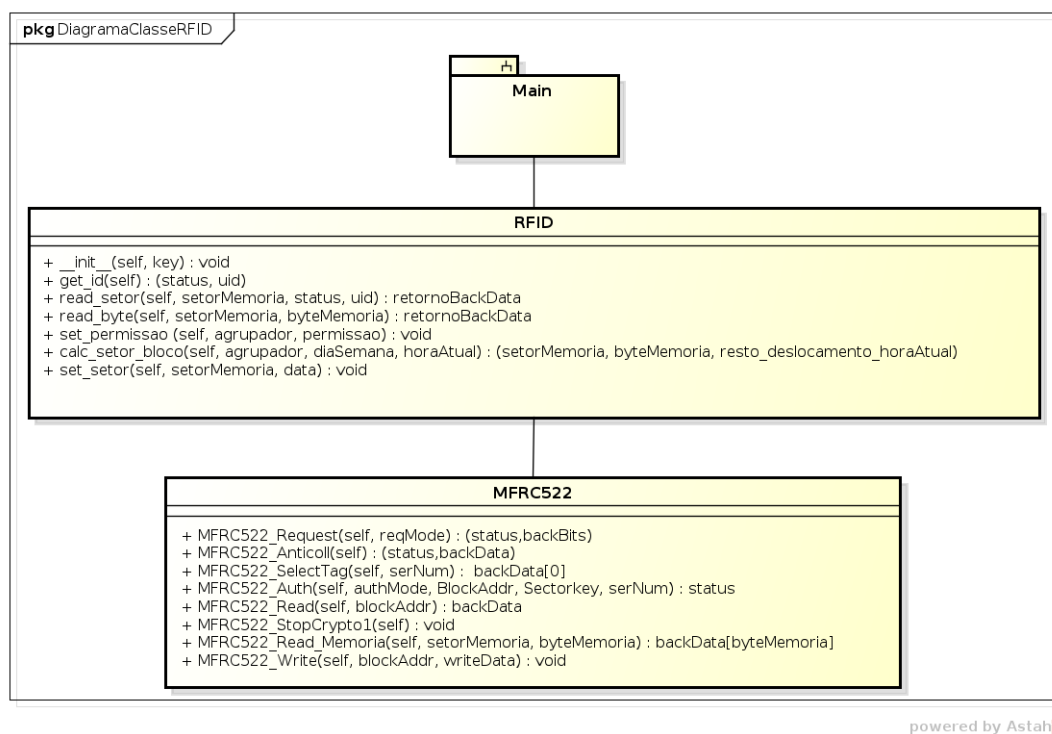 pkg DiagramaClasseRFID
Main
RFID
+ __init__(self, key) : void
+ get_id(self) : (status, uid)
+ read_setor(self, setorMemoria, status, uid) : retornoBackData
+ read_byte(self, setorMemoria, byteMemoria) : retornoBackData
+ set_permissao (self, agrupador, permissao) : void
+ calc_setor_bloco(self, agrupador, diaSemana, horaAtual) : (setorMemoria, byteMemoria, resto_deslocamento_horaAtual)
+ set_setor(self, setorMemoria, data) : void
MFRC522
+ MFRC522_Request(self, reqMode) : (status,backBits)
+ MFRC522_Anticoll(self) : (status,backData)
+ MFRC522_SelectTag(self, serNum) : backData[0]
+ MFRC522_Auth(self, authMode, BlockAddr, Sectorkey, serNum) : status
+ MFRC522_Read(self, blockAddr) : backData
+ MFRC522_StopCrypto1(self) : void
+ MFRC522_Read_Memoria(self, setorMemoria, byteMemoria) : backData[byteMemoria]
+ MFRC522_Write(self, blockAddr, writeData) : void
powered by Astah